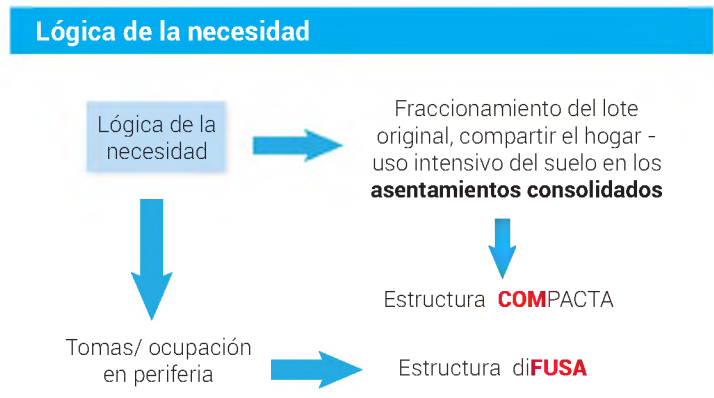 Lógica de la necesidad
Lógica de la
necesidad
Fraccionamiento del lote
original, compartir el hogar -
uso intensivo del suelo en los
asentamientos consolidados
Estructura COMPACTA
Tomas/ ocupación
en periferia
Estructura diFUSA